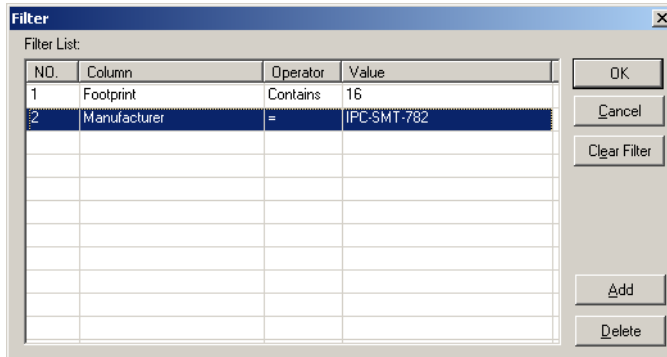 Filter
Filter List:
NO. Column Operator Value
1 Footprint Contains 16
2 Manufacturer = IPC-SMT-782
OK
Cancel
Clear Filter
Add
Delete